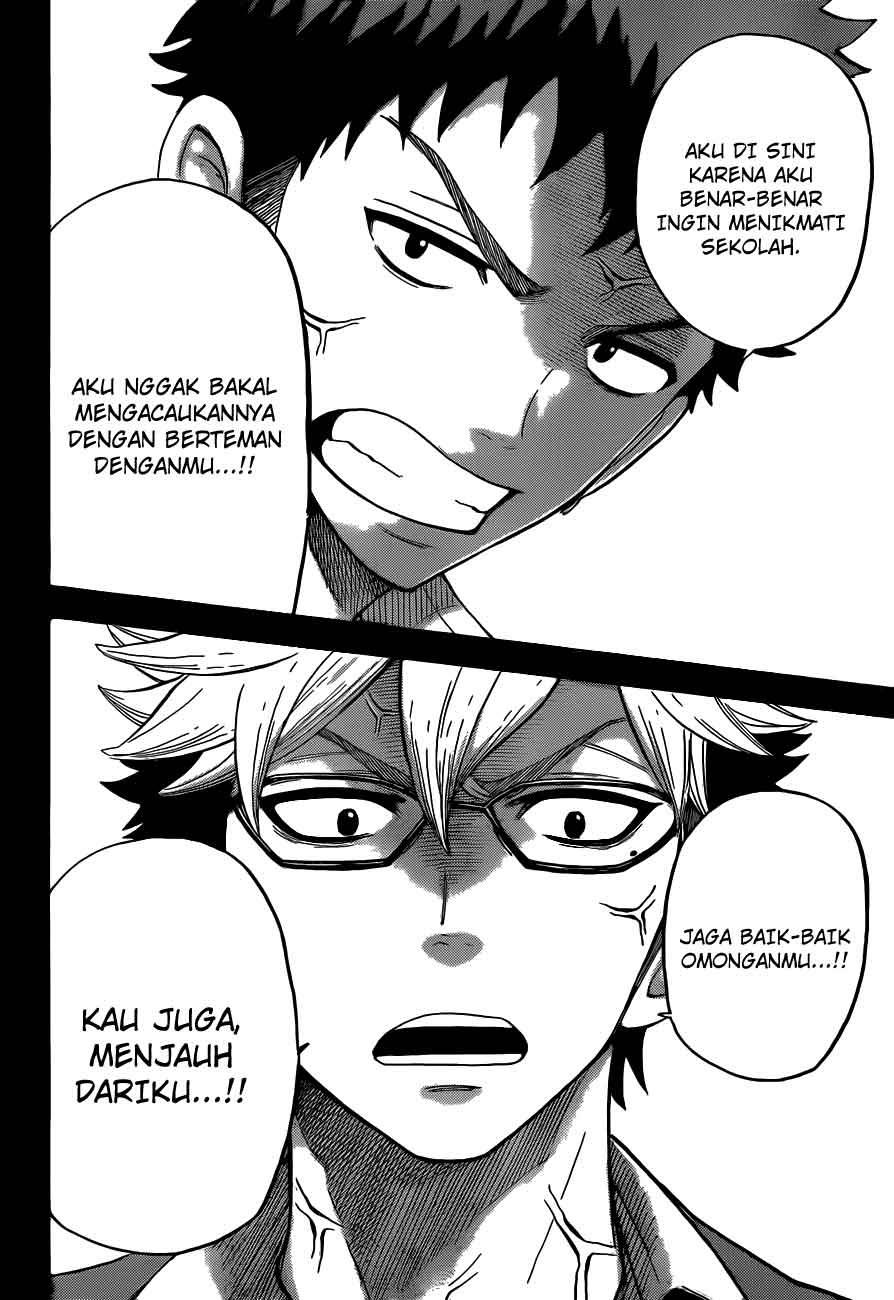 AKU DI SINI
KARENA AKU
BENAR-BENAR
INGIN MENIKMATI
SEKOLAH.
AKU NGGAK BAKAL
MENGACAUKANNYA
DENGAN BERTEMAN
DENGANMU...!!
JAGA BAIK-BAIK
OMONGANMU...!!
KAU JUGA,
MENJAUH
DARIKU...!!